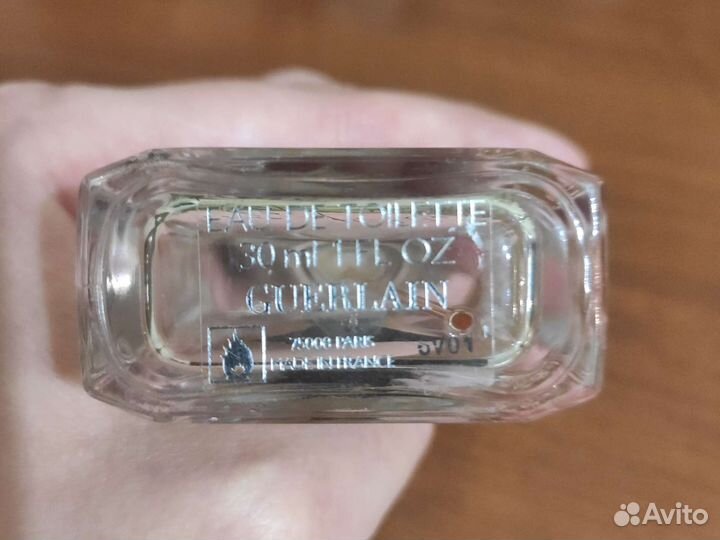 EAU DE TOILETTE
30 ml 1 FL. OZ
GUERLAIN
75008 PARIS
MADE IN FRANCE
5V01
Avito